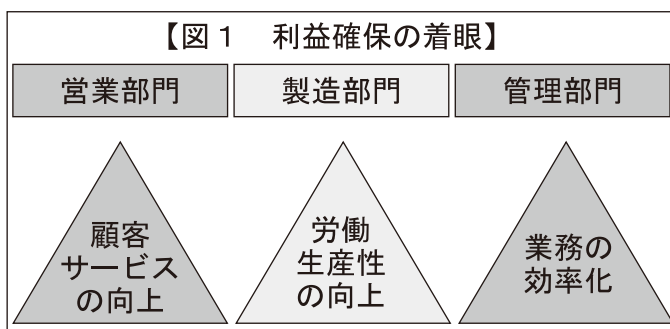 【図1 利益確保の着眼】
営業部門
製造部門
管理部門
顧客
サービス
の向上
労働
生産性
の向上
業務の
効率化